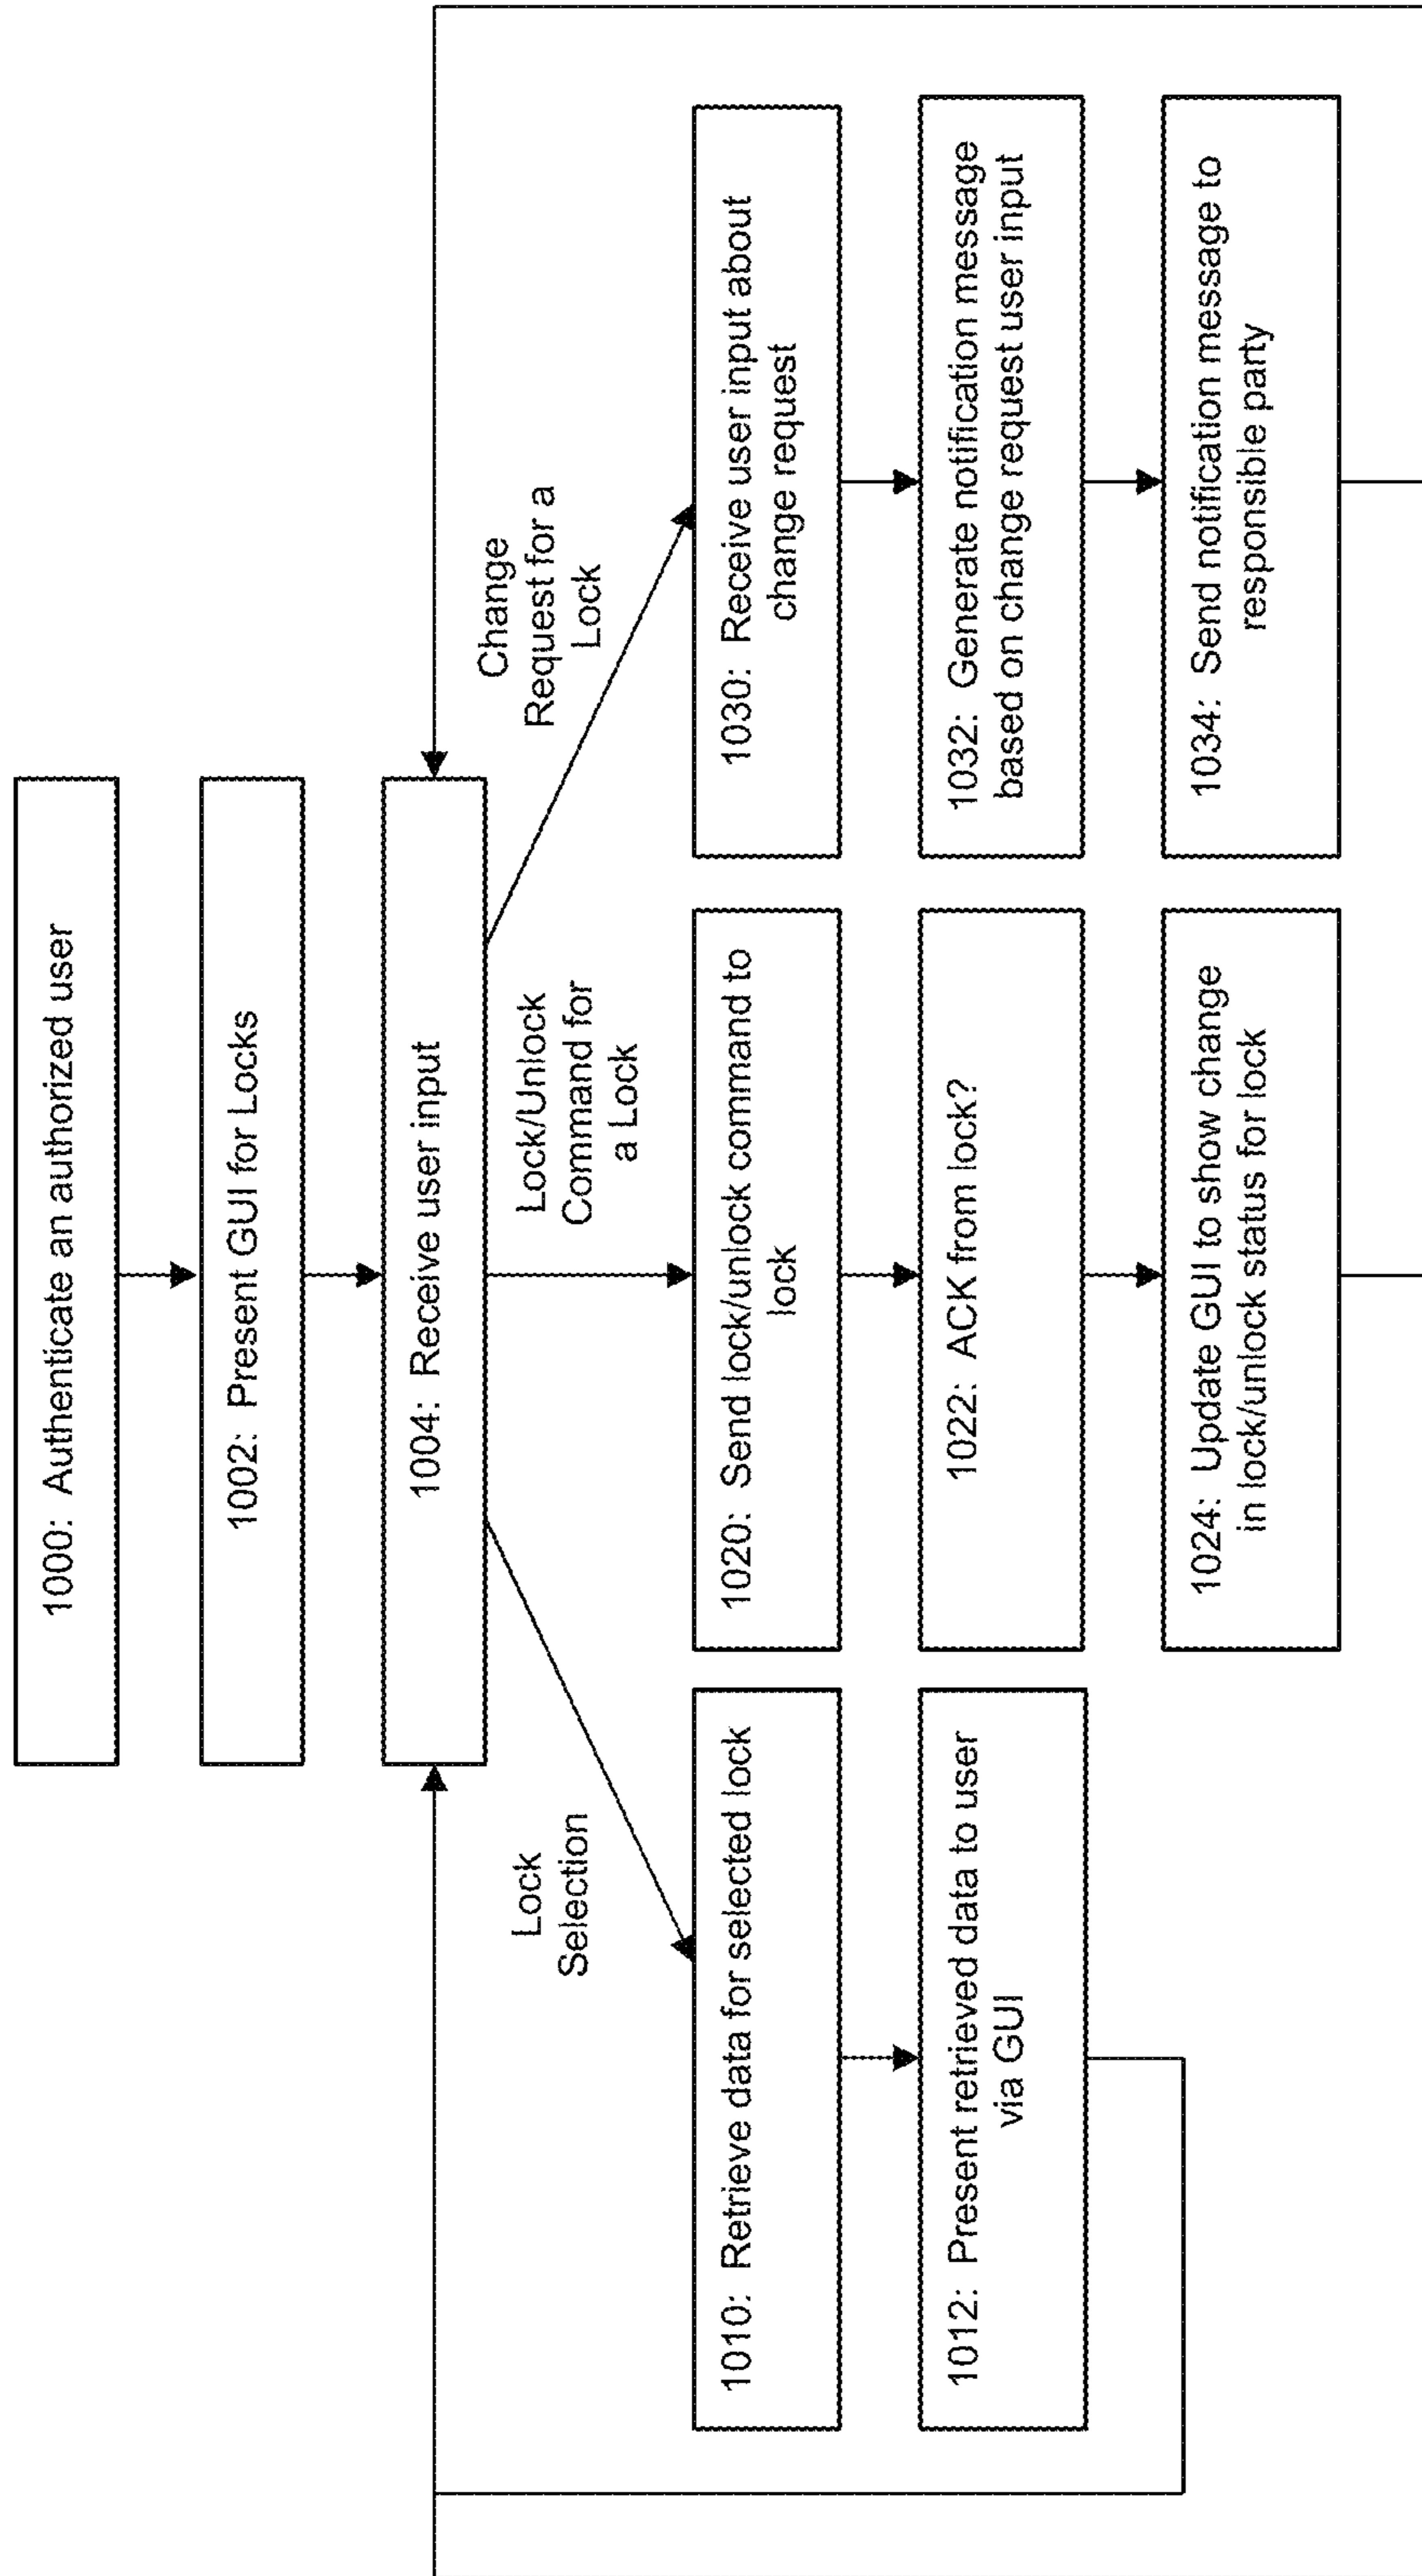 1000: Authenticate an authorized user
1002: Present GUI for Locks
1004: Receive user input
Lock
Selection
Lock/Unlock
Command for
a Lock
Change
Request for a
Lock
1010: Retrieve data for selected lock
1012: Present retrieved data to user
via GUI
1020: Send lock/unlock command to
lock
1022: ACK from lock?
1024: Update GUI to show change
in lock/unlock status for lock
1030: Receive user input about
change request
1032: Generate notification message
based on change request user input
1034: Send notification message to
responsible party